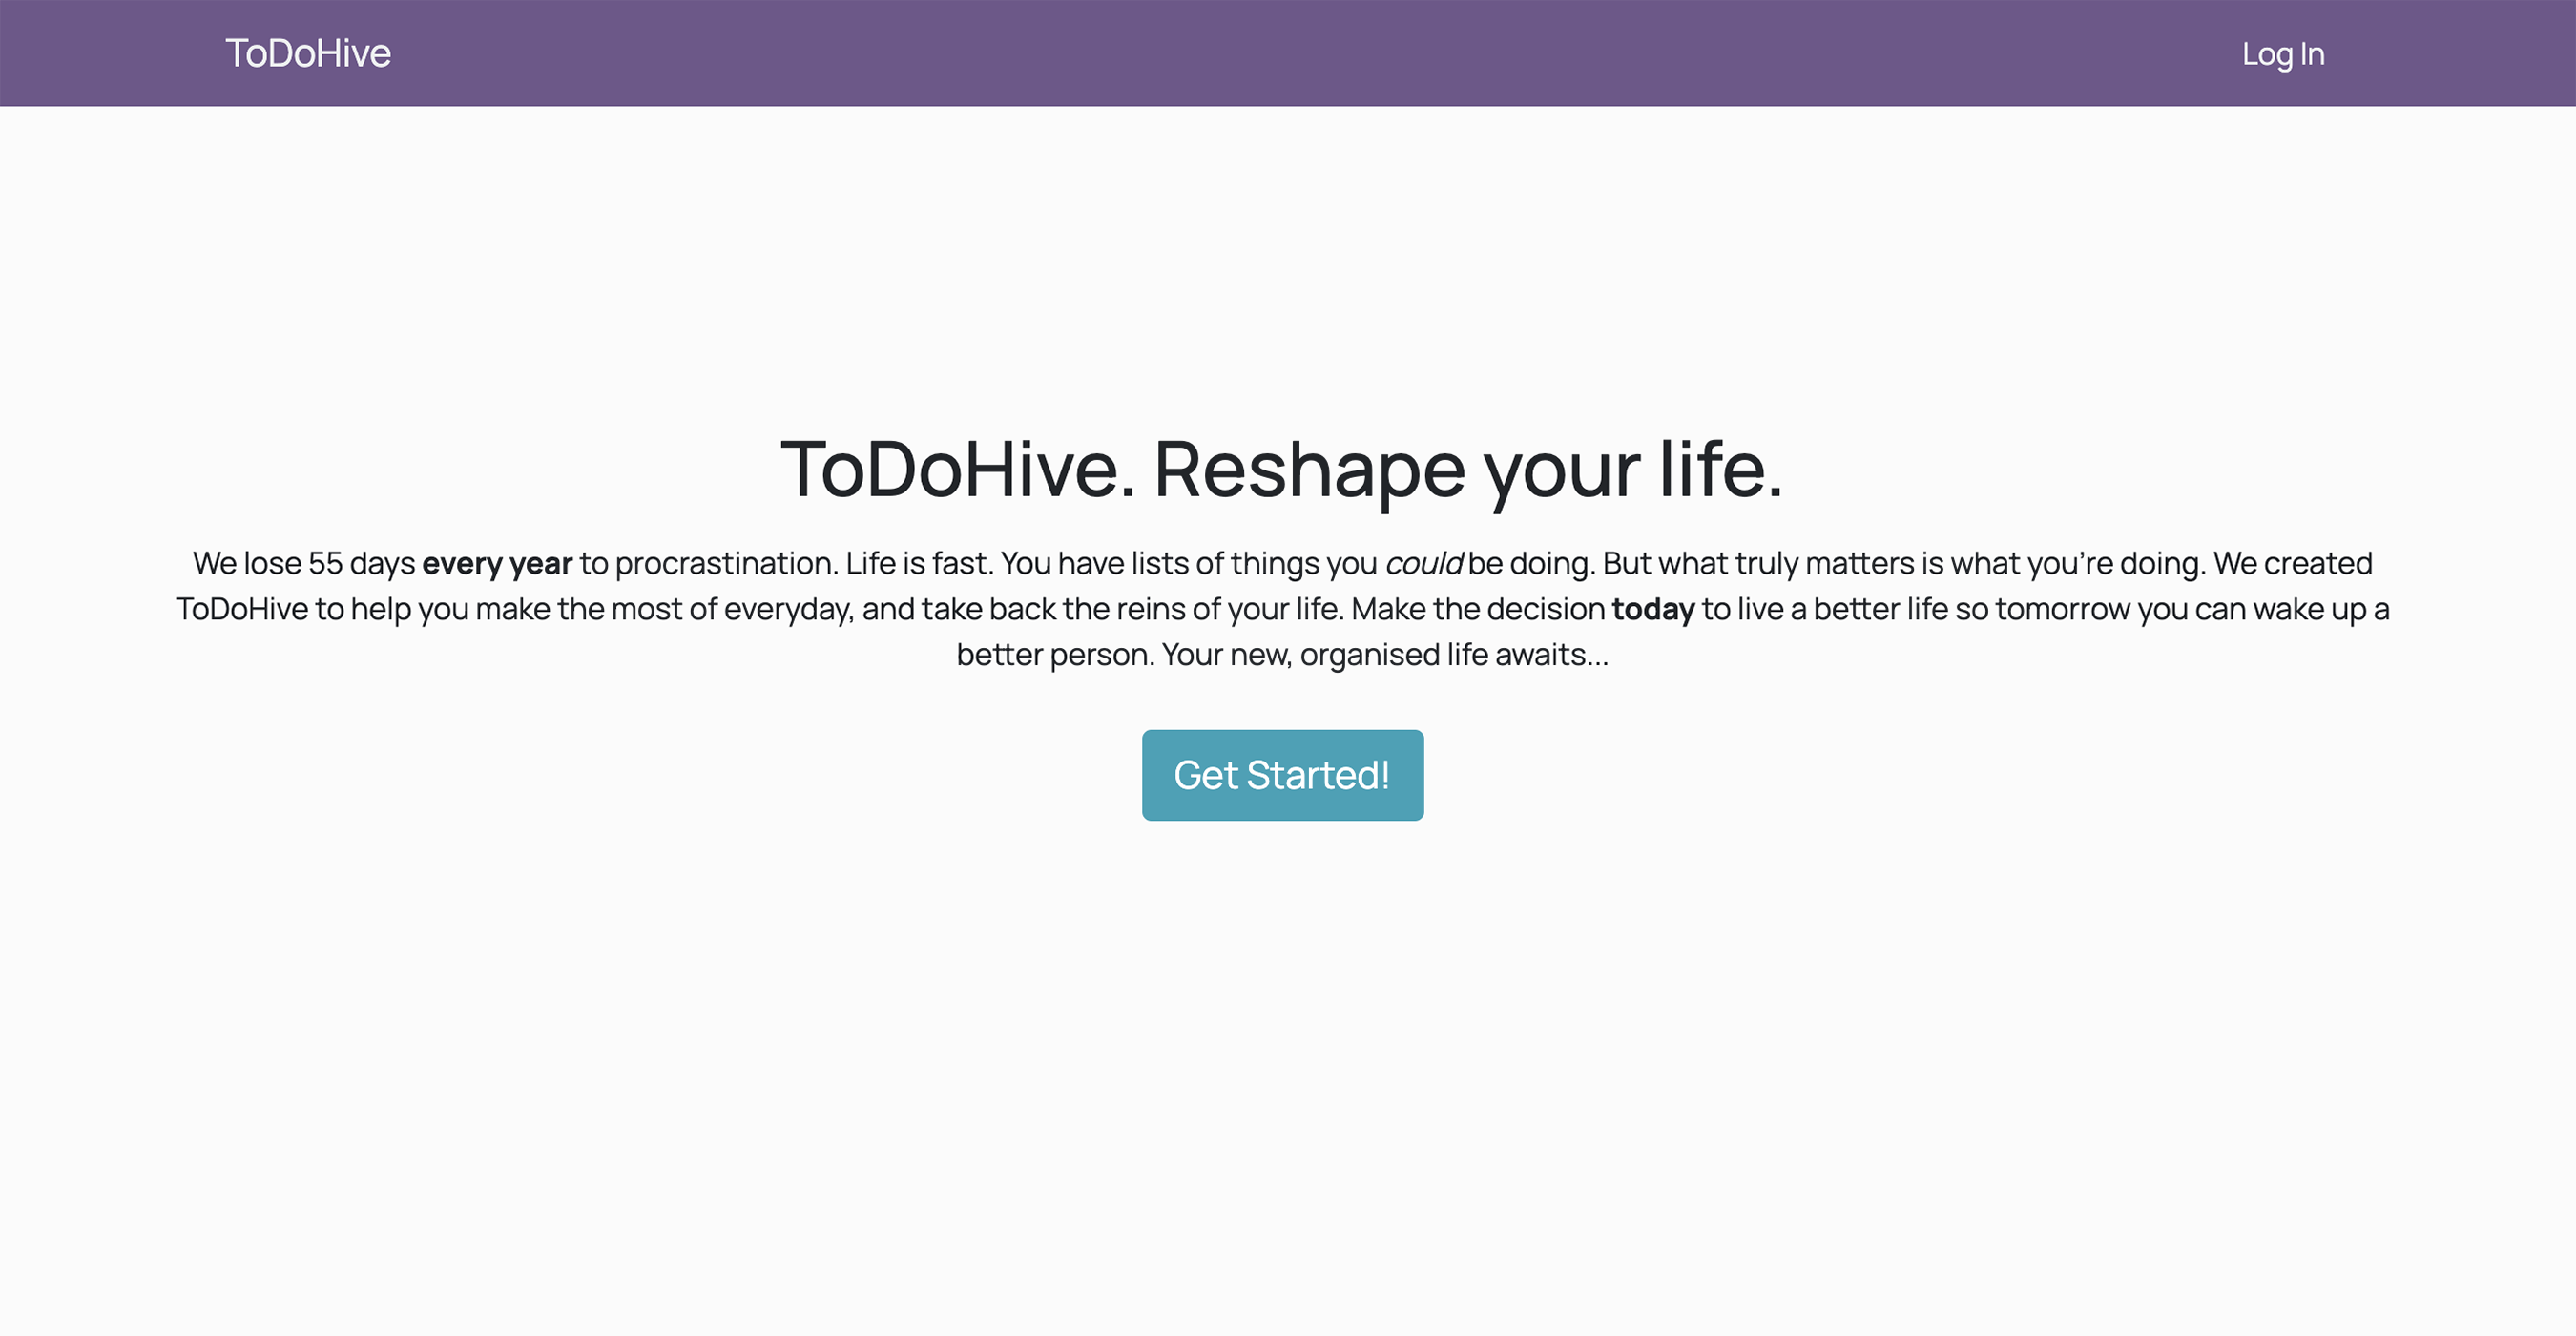 ToDoHive
Log In
ToDoHive. Reshape your life.
We lose 55 days every year to procrastination. Life is fast. You have lists of things you could be doing. But what truly matters is what you're doing. We created
ToDoHive to help you make the most of everyday, and take back the reins of your life. Make the decision today to live a better life so tomorrow you can wake up a
better person. Your new, organised life awaits...
Get Started!